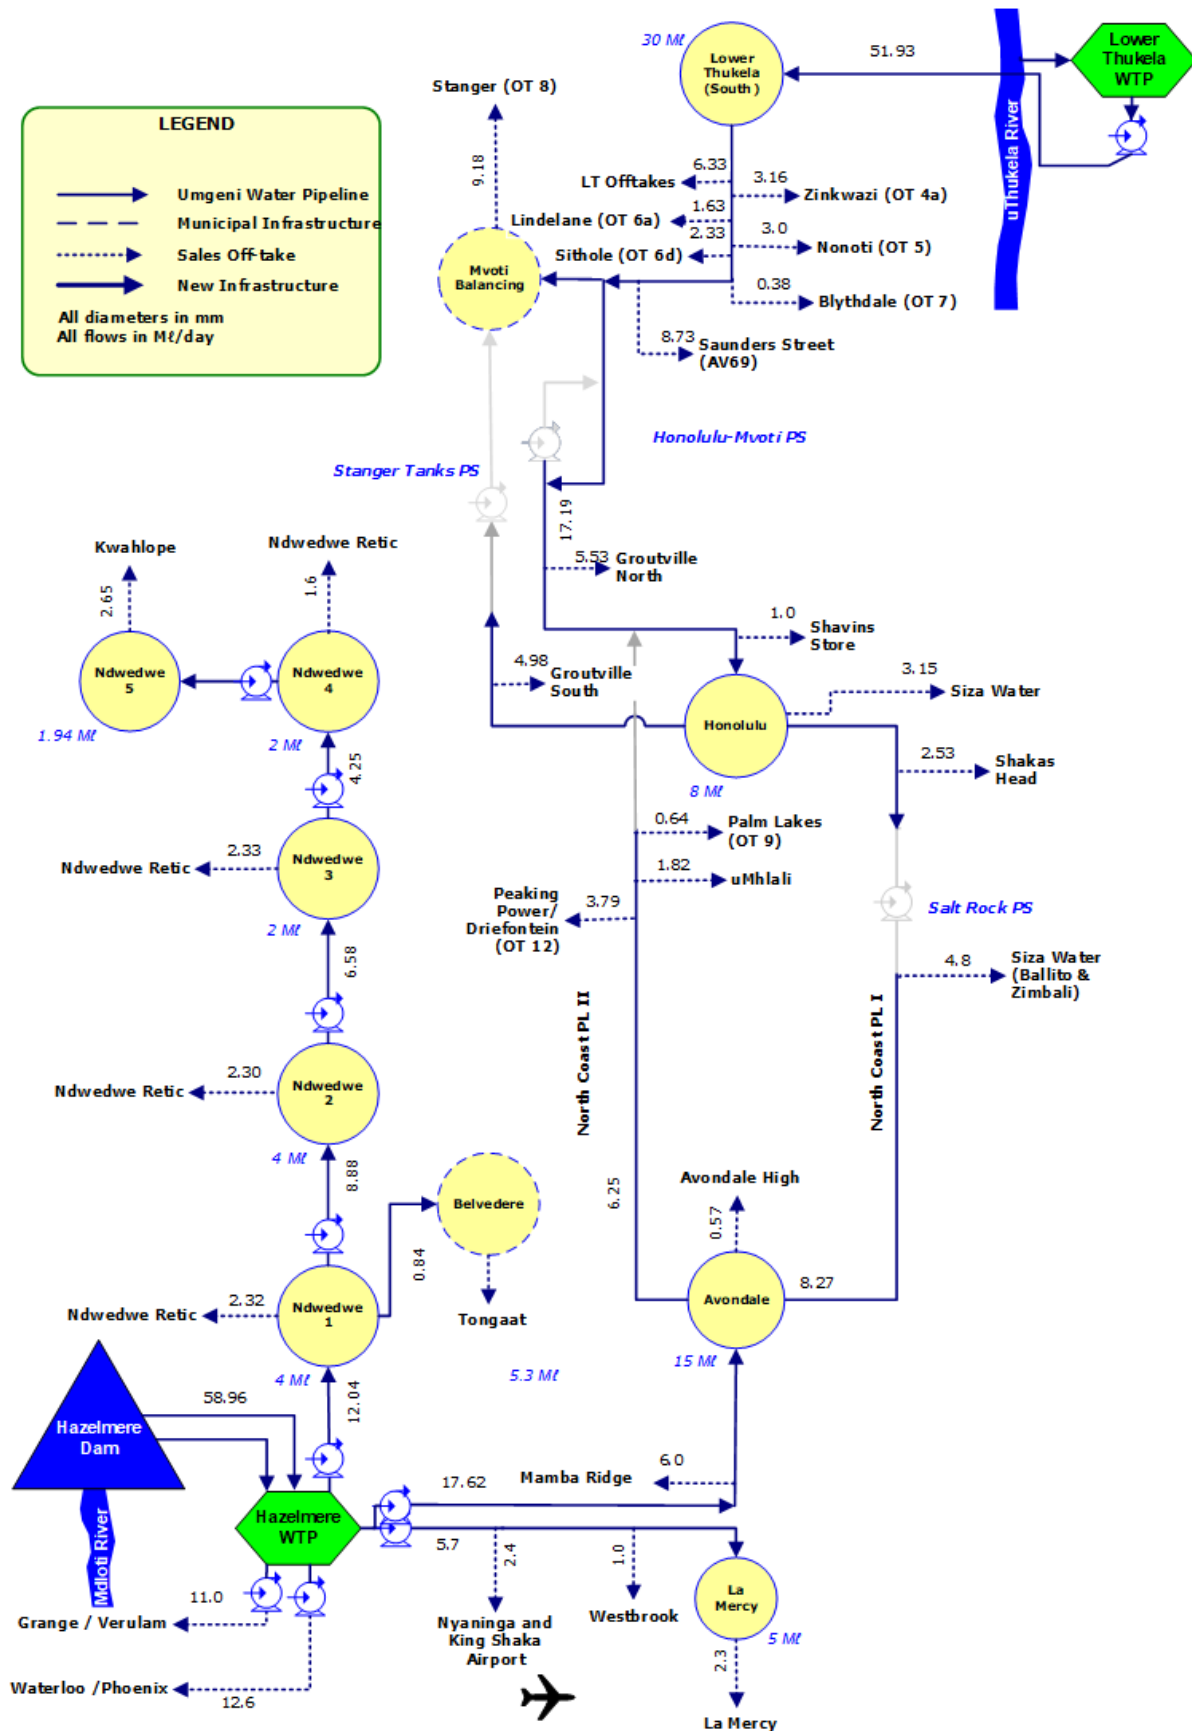 30 Mℓ
Lower
Thukela
(South)
51.93
Lower
Thukela
WTP
uThukela River
Stanger (OT 8)
9.18
LEGEND
Umgeni Water Pipeline
Municipal Infrastructure
Sales Off-take
New Infrastructure
All diameters in mm
All flows in Mℓ/day
6.33
LT Offtakes
3.16
Zinkwazi (OT 4a)
1.63
Lindelane (OT 6a)
2.33
Sithole (OT 6d)
3.0
Nonoti (OT 5)
0.38
Blythdale (OT 7)
Mvoti
Balancing
8.73
Saunders Street
(AV69)
Honolulu-Mvoti PS
Stanger Tanks PS
17.19
5.53
Groutville
North
Kwahlope
2.65
Ndwedwe Retic
1.6
1.0
Shavins
Store
Ndwedwe
5
1.94 Mℓ
Ndwedwe
4
2 Mℓ
4.98
Groutville
South
3.15
Siza Water
Honolulu
8 Mℓ
2.53
Shakas
Head
4.25
0.64
Palm Lakes
(OT 9)
1.82
uMhlali
Ndwedwe Retic
2.33
Ndwedwe
3
2 Mℓ
Peaking
Power/
Driefontein
(OT 12)
3.79
Salt Rock PS
4.8
Siza Water
(Ballito &
Zimbali)
6.58
North Coast PL II
North Coast PL I
Ndwedwe Retic
2.30
Ndwedwe
2
4 Mℓ
8.88
Belvedere
0.84
Tongaat
5.3 Mℓ
6.25
Avondale High
0.57
Avondale
8.27
15 Mℓ
Ndwedwe Retic
2.32
Ndwedwe
1
4 Mℓ
12.04
58.96
Hazelmere
Dam
Mdloti River
Hazelmere
WTP
17.62
Mamba Ridge
6.0
5.7
2.4
Nyaninga and
King Shaka
Airport
1.0
Westbrook
La
Mercy
5 Mℓ
2.3
La Mercy
11.0
Grange / Verulam
Waterloo /Phoenix
12.6